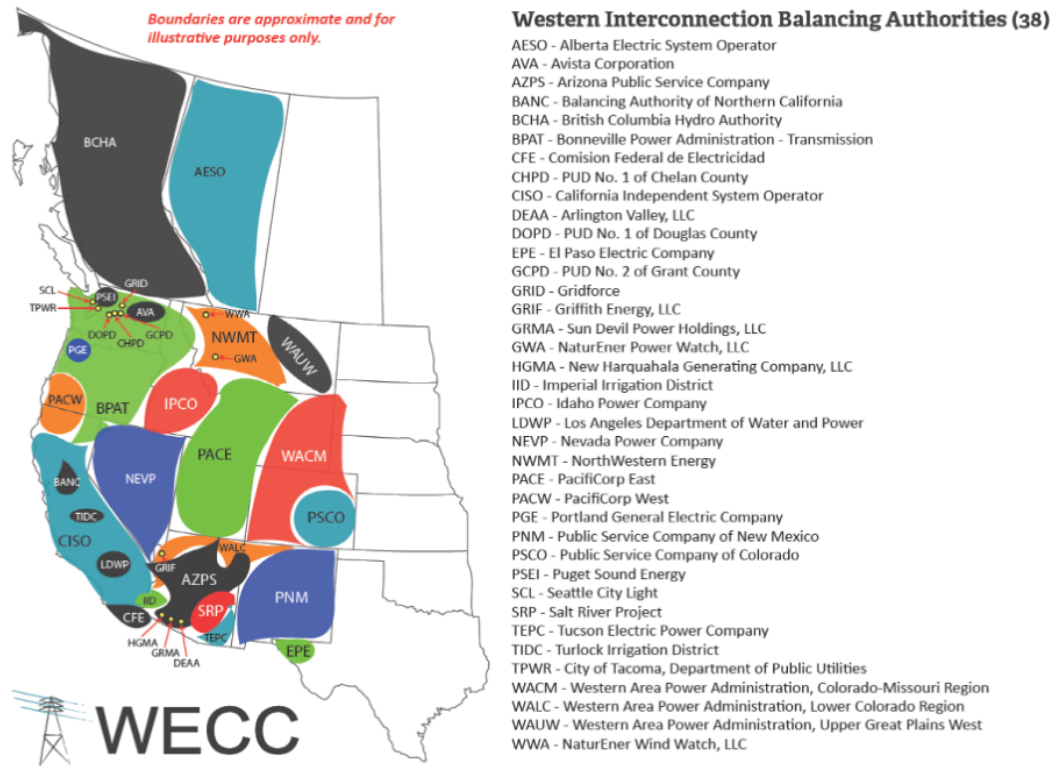 Boundaries are approximate and for
illustrative purposes only.
BCHA
AESO
SCL
PSEI
GRID
TPWR
AVA
WWA
DOPD
CHPD
GCPD
NWMT
GWA
WAUW
PGE
PACW
BPAT
IPCO
PACE
WACM
NEVP
BANC
TIDC
CISO
PSCO
LDWP
GRIF
WALC
AZPS
IID
CFE
SRP
PNM
HGMA
GRMA
DEAA
TEPC
EPE
WECC
Western Interconnection Balancing Authorities (38)
AESO - Alberta Electric System Operator
AVA - Avista Corporation
AZPS - Arizona Public Service Company
BANC - Balancing Authority of Northern California
BCHA - British Columbia Hydro Authority
BPAT - Bonneville Power Administration - Transmission
CFE - Comision Federal de Electricidad
CHPD - PUD No. 1 of Chelan County
CISO - California Independent System Operator
DEAA - Arlington Valley, LLC
DOPD - PUD No. 1 of Douglas County
EPE - El Paso Electric Company
GCPD - PUD No. 2 of Grant County
GRID - Gridforce
GRIF - Griffith Energy, LLC
GRMA - Sun Devil Power Holdings, LLC
GWA - NaturEner Power Watch, LLC
HGMA - New Harquahala Generating Company, LLC
IID - Imperial Irrigation District
IPCO - Idaho Power Company
LDWP - Los Angeles Department of Water and Power
NEVP - Nevada Power Company
NWMT - NorthWestern Energy
PACE - PacifiCorp East
PACW - PacifiCorp West
PGE - Portland General Electric Company
PNM - Public Service Company of New Mexico
PSCO - Public Service Company of Colorado
PSEI - Puget Sound Energy
SCL - Seattle City Light
SRP - Salt River Project
TEPC - Tucson Electric Power Company
TIDC - Turlock Irrigation District
TPWR - City of Tacoma, Department of Public Utilities
WACM - Western Area Power Administration, Colorado-Missouri Region
WALC - Western Area Power Administration, Lower Colorado Region
WAUW - Western Area Power Administration, Upper Great Plains West
WWA - NaturEner Wind Watch, LLC